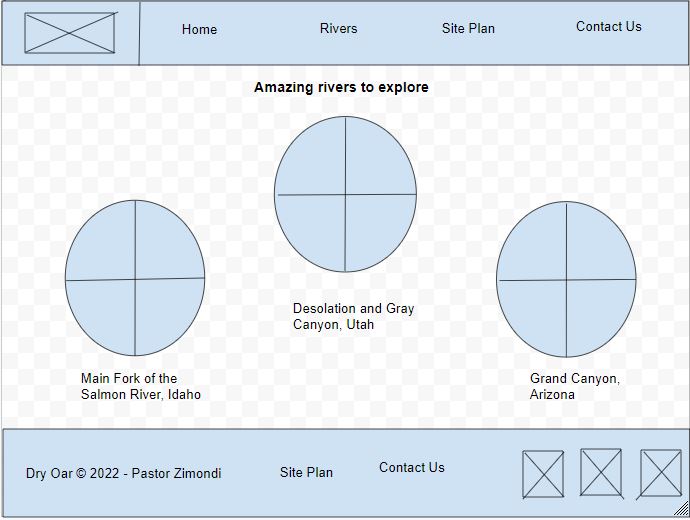 Home Rivers Site Plan Contact Us
Amazing rivers to explore
Desolation and Gray
Canyon, Utah
Main Fork of the
Salmon River, Idaho
Grand Canyon,
Arizona
Dry Oar © 2022 - Pastor Zimondi Site Plan Contact Us